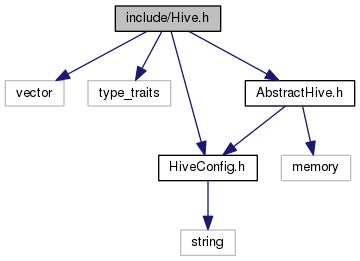 include/Hive.h
vector
type_traits
AbstractHive.h
HiveConfig.h
memory
string